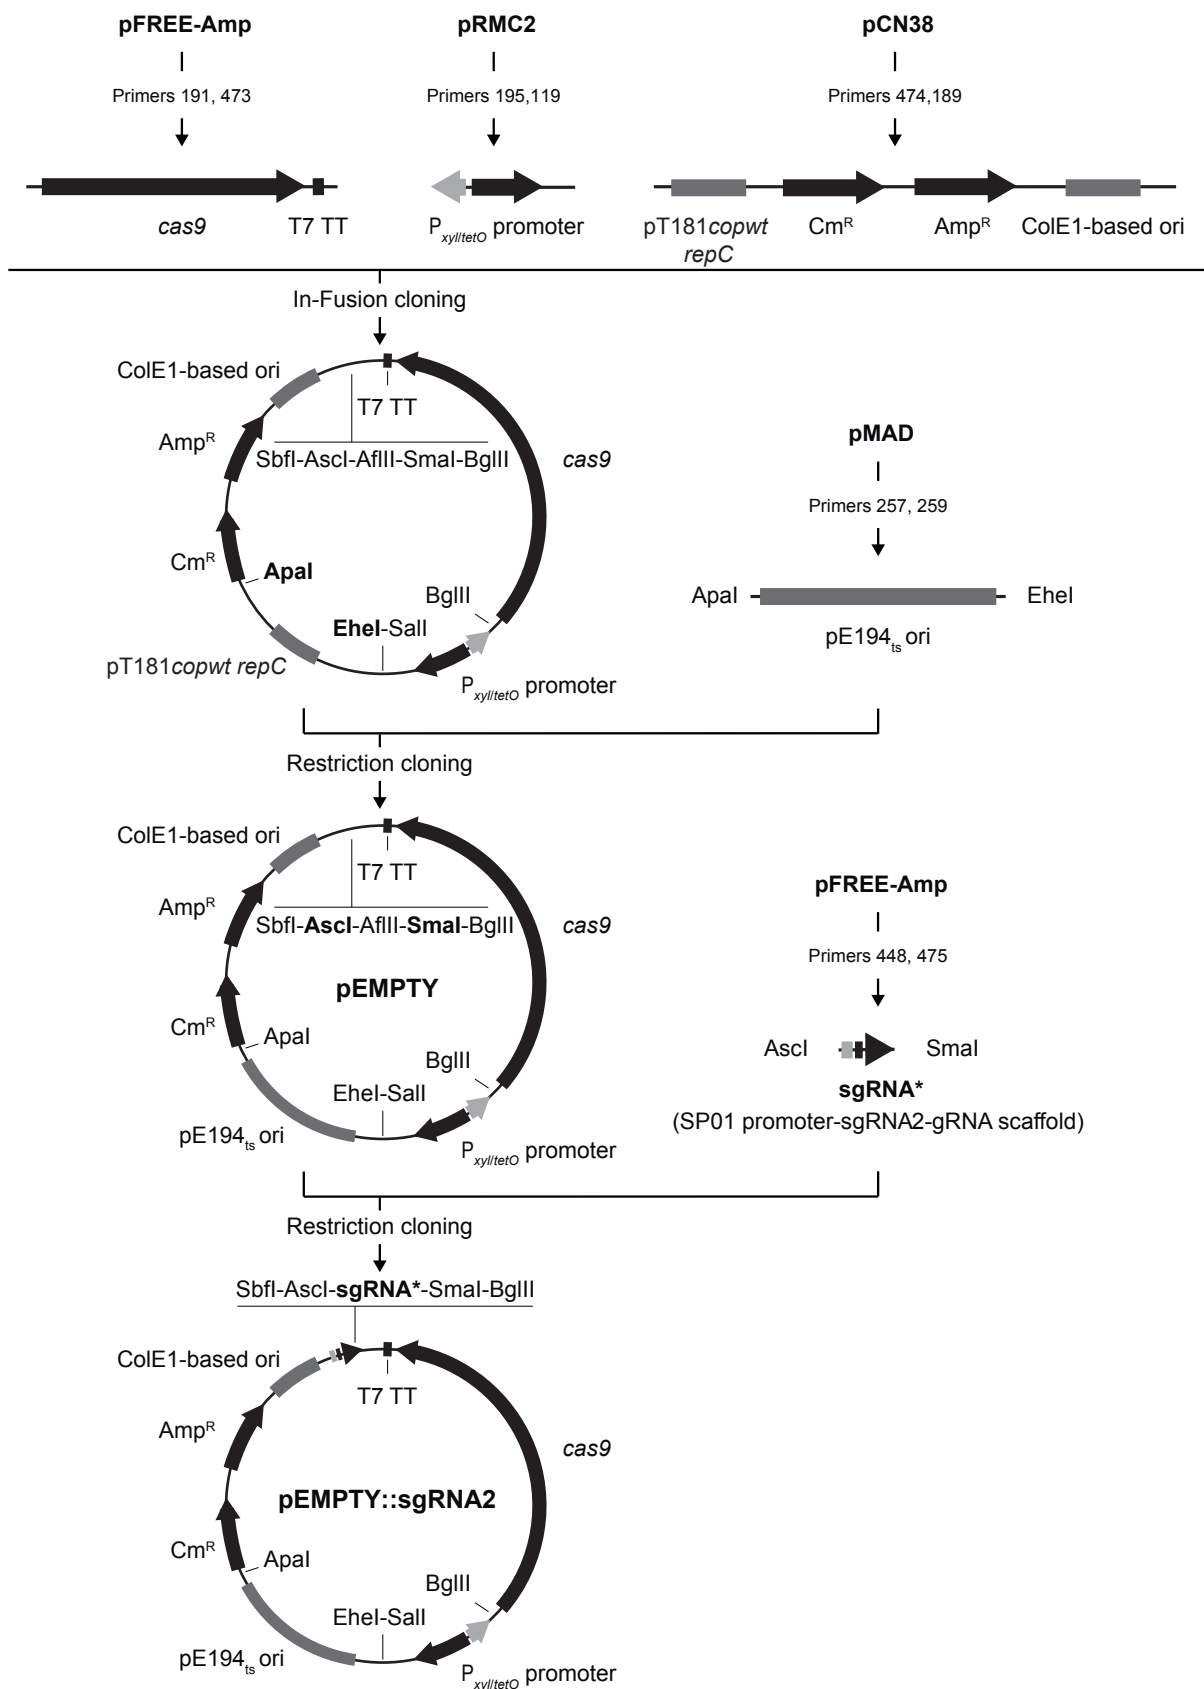 pFREE-Amp
pRMC2
pCN38
Primers 191, 473
Primers 195,119
Primers 474,189
cas9
T7 TT
Pxyl/tetO promoter
pT181copwt
repC
CmR
AmpR
ColE1-based ori
In-Fusion cloning
ColE1-based ori
T7 TT
AmpR
SbfI-AscI-AflII-SmaI-BglII
cas9
CmR
ApaI
BglII
EheI-SalI
pT181copwt repC
Pxyl/tetO promoter
pMAD
Primers 257, 259
ApaI
EheI
pE194ts ori
Restriction cloning
ColE1-based ori
T7 TT
AmpR
SbfI-AscI-AflII-SmaI-BglII
cas9
pEMPTY
CmR
ApaI
BglII
EheI-SalI
pE194ts ori
Pxyl/tetO promoter
pFREE-Amp
Primers 448, 475
AscI
SmaI
sgRNA*
(SP01 promoter-sgRNA2-gRNA scaffold)
Restriction cloning
SbfI-AscI-sgRNA*-SmaI-BglII
ColE1-based ori
T7 TT
AmpR
cas9
pEMPTY::sgRNA2
CmR
ApaI
BglII
EheI-SalI
pE194ts ori
Pxyl/tetO promoter